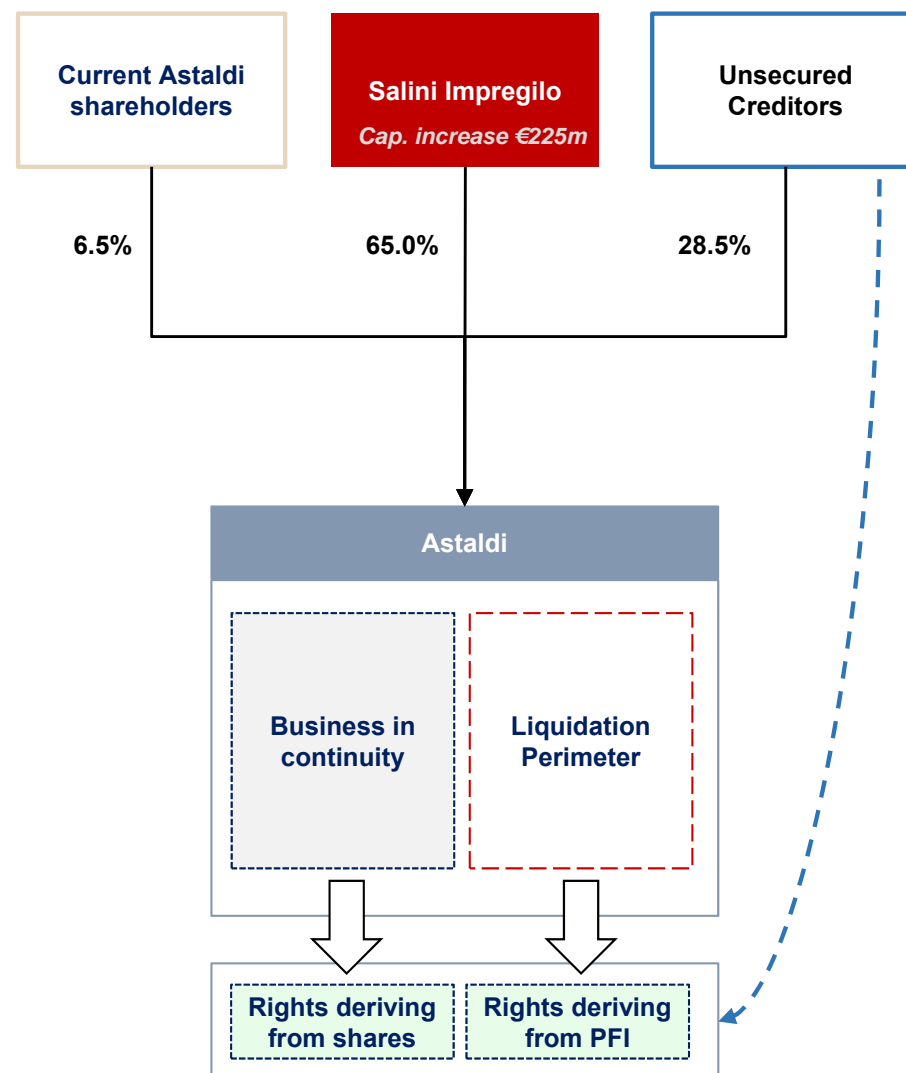 Current Astaldi
shareholders
Salini Impregilo
Cap. increase €225m
Unsecured
Creditors
6.5%
65.0%
28.5%
Astaldi
Business in
continuity
Liquidation
Perimeter
Rights deriving
from shares
Rights deriving
from PFI